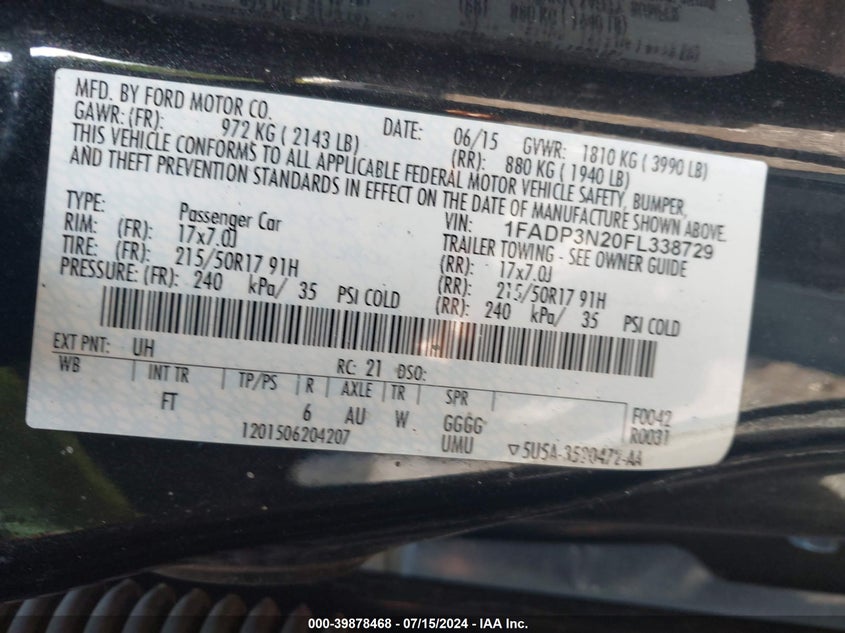 MFD. BY FORD MOTOR CO.
DATE: 06/15 GVWR: 1810 KG ( 3990 LB)
GAWR: (FR): 972 KG ( 2143 LB) (RR): 880 KG ( 1940 LB)
THIS VEHICLE CONFORMS TO ALL APPLICABLE FEDERAL MOTOR VEHICLE SAFETY, BUMPER,
AND THEFT PREVENTION STANDARDS IN EFFECT ON THE DATE OF MANUFACTURE SHOWN ABOVE.
VIN: 1FADP3N20FL338729
TYPE: Passenger Car TRAILER TOWING - SEE OWNER GUIDE
RIM: (FR): 17x7.0J (RR): 17x7.0J
TIRE: (FR): 215/50R17 91H (RR): 215/50R17 91H
PRESSURE: (FR): 240 kPa/ 35 PSI COLD (RR): 240 kPa/ 35 PSI COLD
EXT PNT: UH RC: 21 DSO:
WB INT TR TP/PS R AXLE TR SPR F0042
FT 6 AU W GGGG R0031
1201506204207 UMU
000-39878468 - 07/15/2024 - IAA Inc.